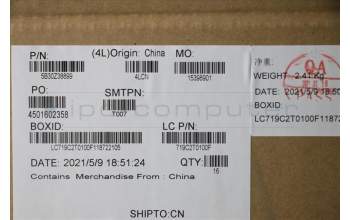 P/N: (4L)Origin: China MO:
5B30Z38699 4LCN 15398901
PO: SMTPN:
4501602358 T007
BOXID: LC P/N:
LC719C2T0100F118722105 719C2T0100F
DATE: 2021/5/9 18:51:24 QTY:
16
Contains Merchandise From : China
SHIPTO:CN
净重:
WEIGHT: 2.41 Kg
DATE: 2021/5/9 18:50
BOXID:
LC719C2T0100F11872
QA